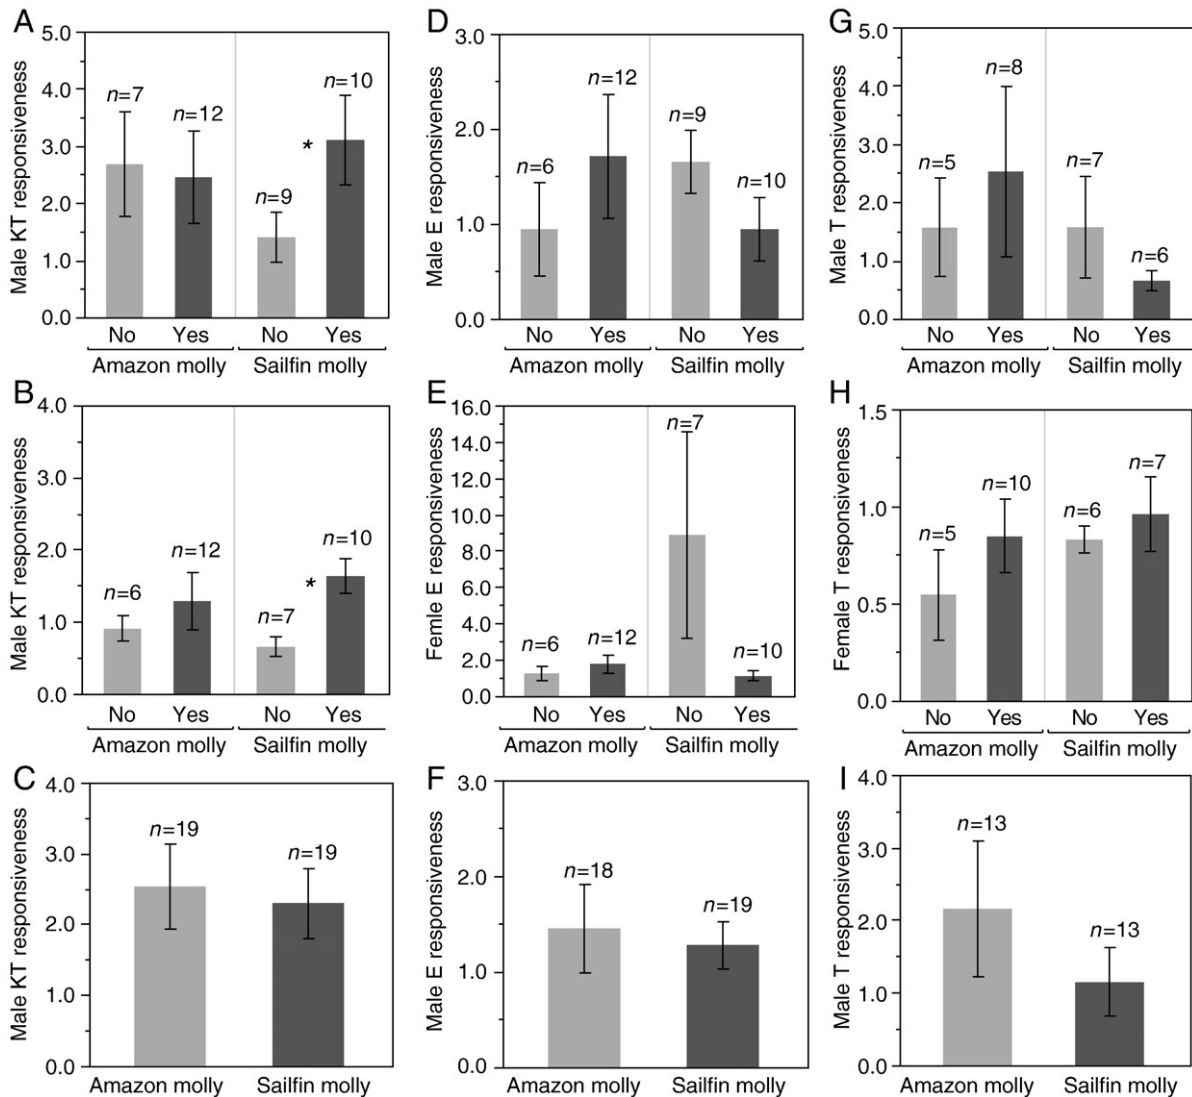 A
Male KT responsiveness
5.0
4.0
3.0
2.0
1.0
0.0
n=7
n=12
n=9
n=10
*
No Yes No Yes
Amazon molly Sailfin molly
D
Male E responsiveness
3.0
2.0
1.0
0.0
n=6
n=12
n=9
n=10
No Yes No Yes
Amazon molly Sailfin molly
G
Male T responsiveness
5.0
4.0
3.0
2.0
1.0
0.0
n=5
n=8
n=7
n=6
No Yes No Yes
Amazon molly Sailfin molly
B
Male KT responsiveness
4.0
3.0
2.0
1.0
0.0
n=6
n=12
n=7
n=10
*
No Yes No Yes
Amazon molly Sailfin molly
E
Femle E responsiveness
16.0
14.0
12.0
10.0
8.0
6.0
4.0
2.0
0.0
n=6
n=12
n=7
n=10
No Yes No Yes
Amazon molly Sailfin molly
H
Female T responsiveness
1.5
1.0
0.5
0.0
n=5
n=10
n=6
n=7
No Yes No Yes
Amazon molly Sailfin molly
C
Male KT responsiveness
4.0
3.0
2.0
1.0
0.0
n=19
n=19
Amazon molly Sailfin molly
F
Male E responsiveness
3.0
2.0
1.0
0.0
n=18
n=19
Amazon molly Sailfin molly
I
Male T responsiveness
4.0
3.0
2.0
1.0
0.0
n=13
n=13
Amazon molly Sailfin molly